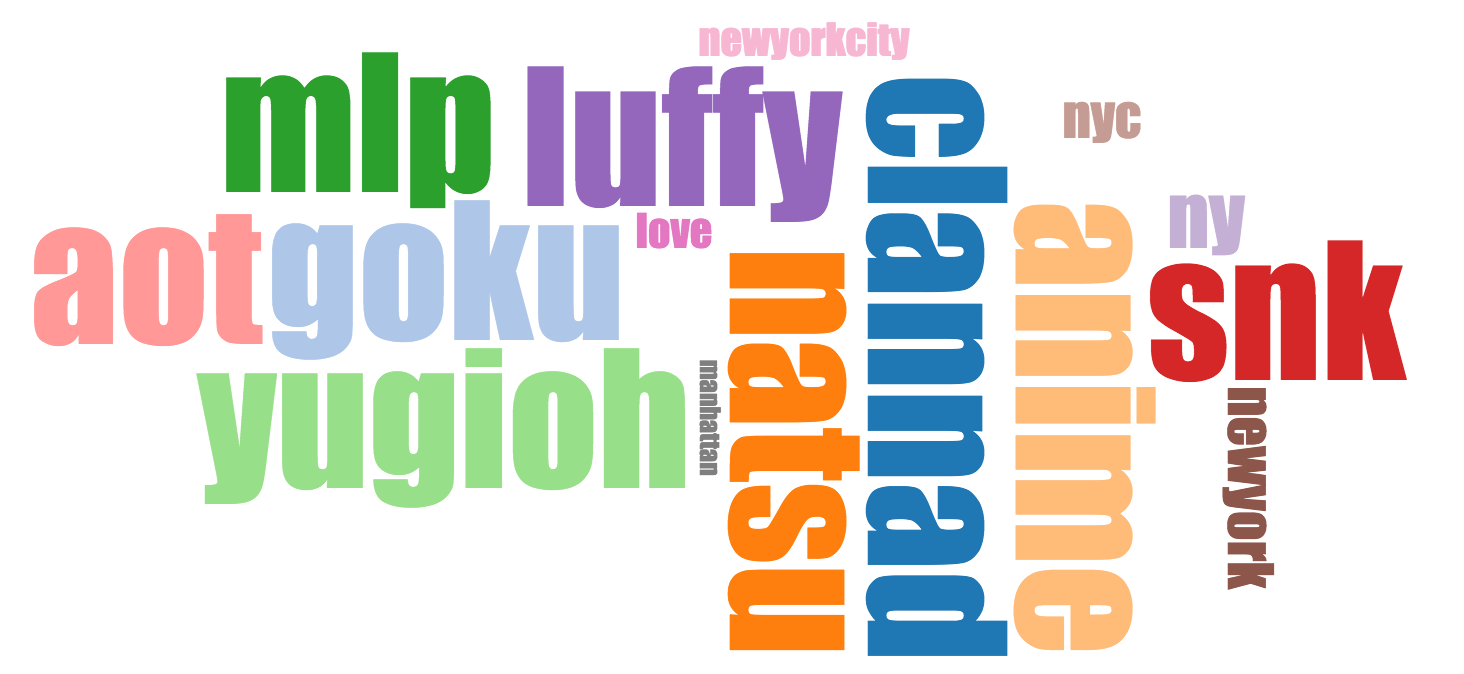 newyorkcity
mlp
luffy
clannad
nyc
aot
goku
love
natsu
anime
ny
snk
yugioh
manhattan
newyork